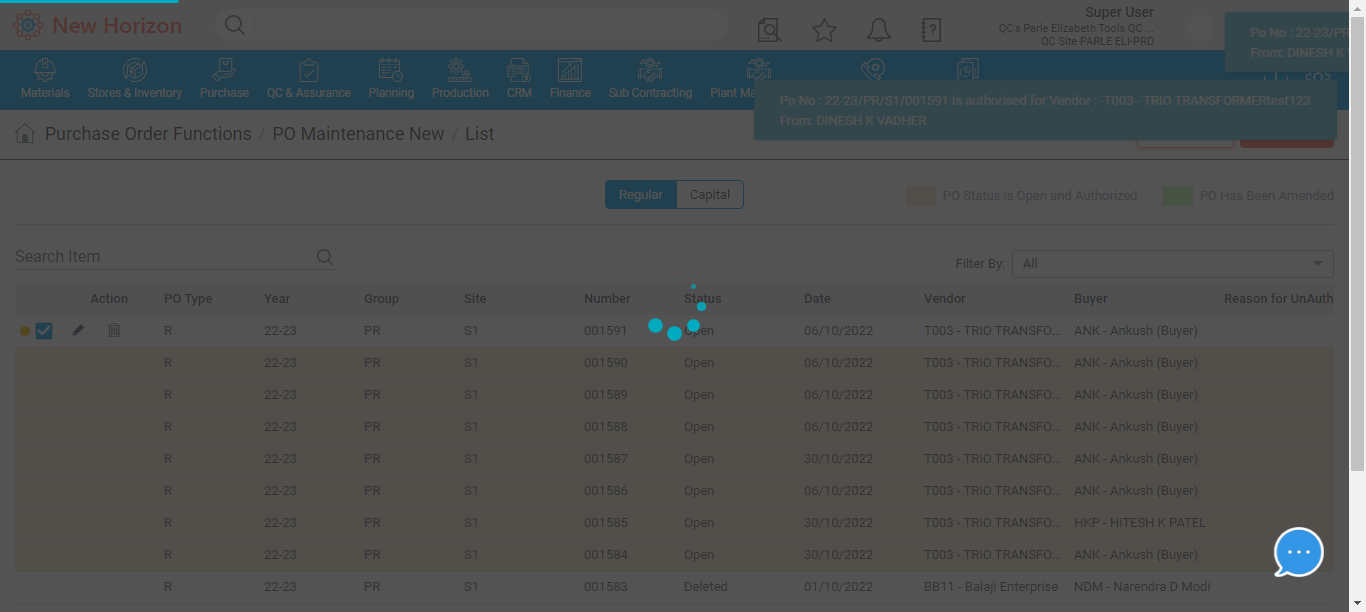 New Horizon
Super User
QC's Parle Elizabeth Tools QC ...
QC Site PARLE ELI-PRD
Po No : 22-23/PR
From: DINESH K
Materials Stores & Inventory Purchase QC & Assurance Planning Production CRM Finance Sub Contracting Plant Ma
Po No : 22-23/PR/S1/001591 is authorised for Vendor : -T003 - TRIO TRANSFORMERtest123
From: DINESH K VADHER
Purchase Order Functions / PO Maintenance New / List
Regular Capital PO Status is Open and Authorized PO Has Been Amended
Search Item
Filter By: All
Action PO Type Year Group Site Number Status Date Vendor Buyer Reason for UnAuth
R 22-23 PR S1 001591 Open 06/10/2022 T003 - TRIO TRANSFO... ANK - Ankush (Buyer)
R 22-23 PR S1 001590 Open 06/10/2022 T003 - TRIO TRANSFO... ANK - Ankush (Buyer)
R 22-23 PR S1 001589 Open 06/10/2022 T003 - TRIO TRANSFO... ANK - Ankush (Buyer)
R 22-23 PR S1 001588 Open 06/10/2022 T003 - TRIO TRANSFO... ANK - Ankush (Buyer)
R 22-23 PR S1 001587 Open 30/10/2022 T003 - TRIO TRANSFO... ANK - Ankush (Buyer)
R 22-23 PR S1 001586 Open 06/10/2022 T003 - TRIO TRANSFO... ANK - Ankush (Buyer)
R 22-23 PR S1 001585 Open 30/10/2022 T003 - TRIO TRANSFO... HKP - HITESH K PATEL
R 22-23 PR S1 001584 Open 30/10/2022 T003 - TRIO TRANSFO... ANK - Ankush (Buyer)
R 22-23 PR S1 001583 Deleted 01/10/2022 BB11 - Balaji Enterprise NDM - Narendra D Modi